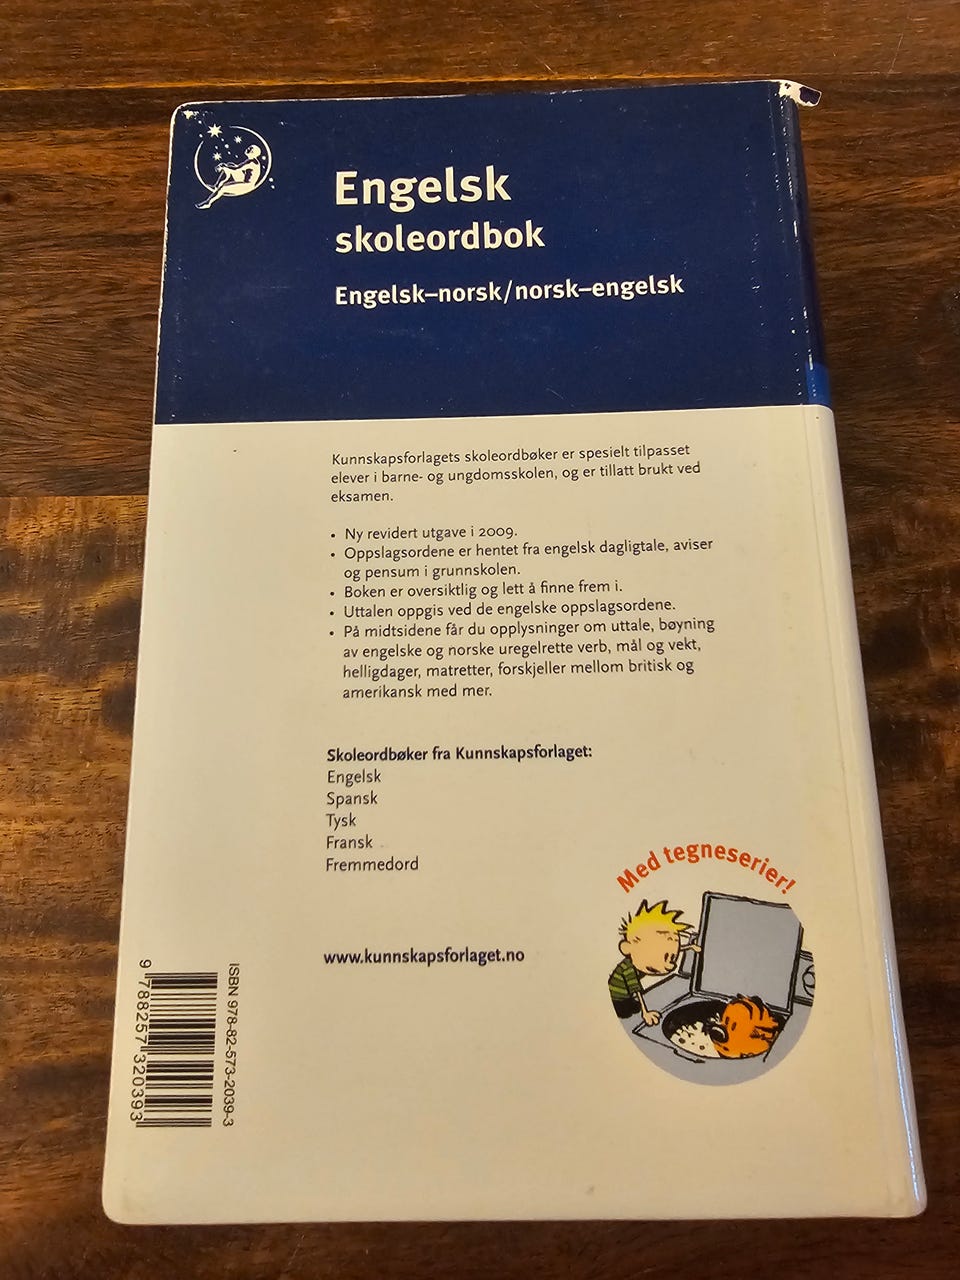 Engelsk
skoleordbok
Engelsk–norsk/norsk–engelsk
Kunnskapsforlagets skoleordbøker er spesielt tilpasset
elever i barne- og ungdomsskolen, og er tillatt brukt ved
eksamen.
• Ny revidert utgave i 2009.
• Oppslagsordene er hentet fra engelsk dagligtale, aviser
og pensum i grunnskolen.
• Boken er oversiktlig og lett å finne frem i.
• Uttalen oppgis ved de engelske oppslagsordene.
• På midtsidene får du opplysninger om uttale, bøyning
av engelske og norske uregelrette verb, mål og vekt,
helligdager, matretter, forskjeller mellom britisk og
amerikansk med mer.
Skoleordbøker fra Kunnskapsforlaget:
Engelsk
Spansk
Tysk
Fransk
Fremmedord
Med tegneserier!
www.kunnskapsforlaget.no
ISBN 978-82-573-2039-3
9 788257 320393